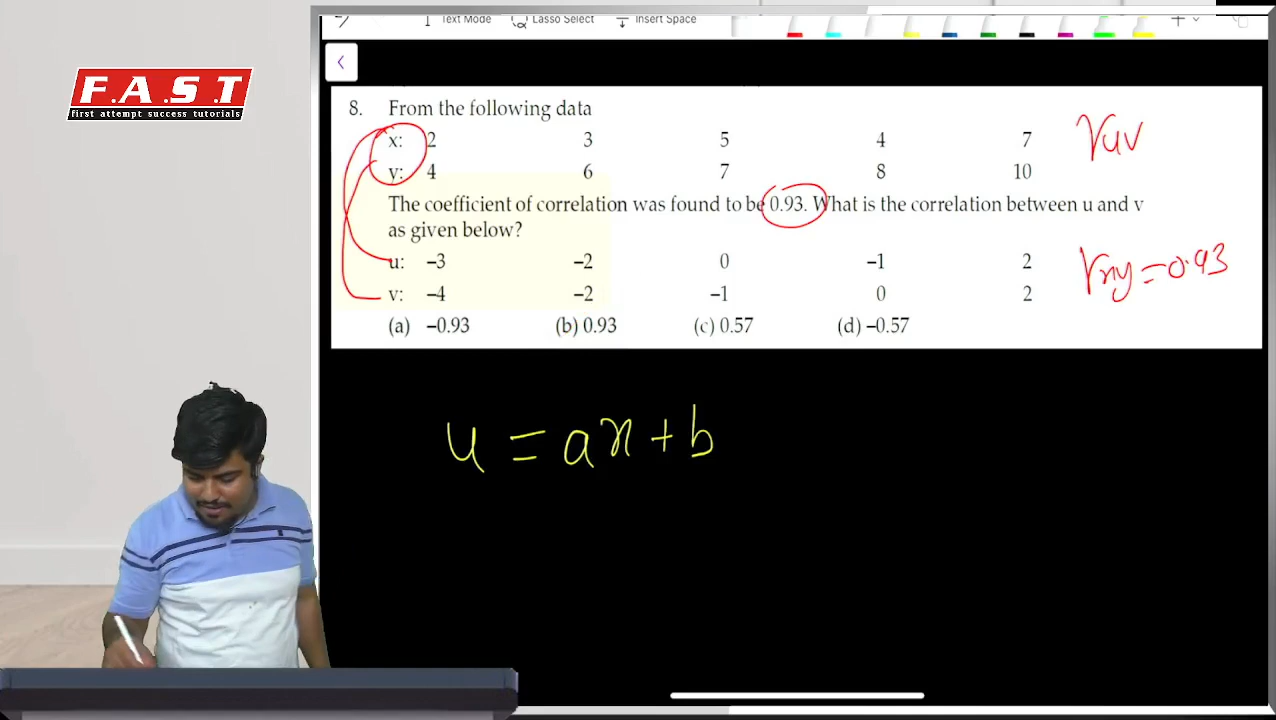 Text Mode Lasso Select Insert Space
F.A.S.T
first attempt success tutorials
8. From the following data
x: 2 3 5 4 7
y: 4 6 7 8 10
The coefficient of correlation was found to be 0.93. What is the correlation between u and v
as given below?
u: –3 –2 0 –1 2
v: –4 –2 –1 0 2
(a) –0.93 (b) 0.93 (c) 0.57 (d) –0.57
ruv
rxy = 0.93
u = ax + b